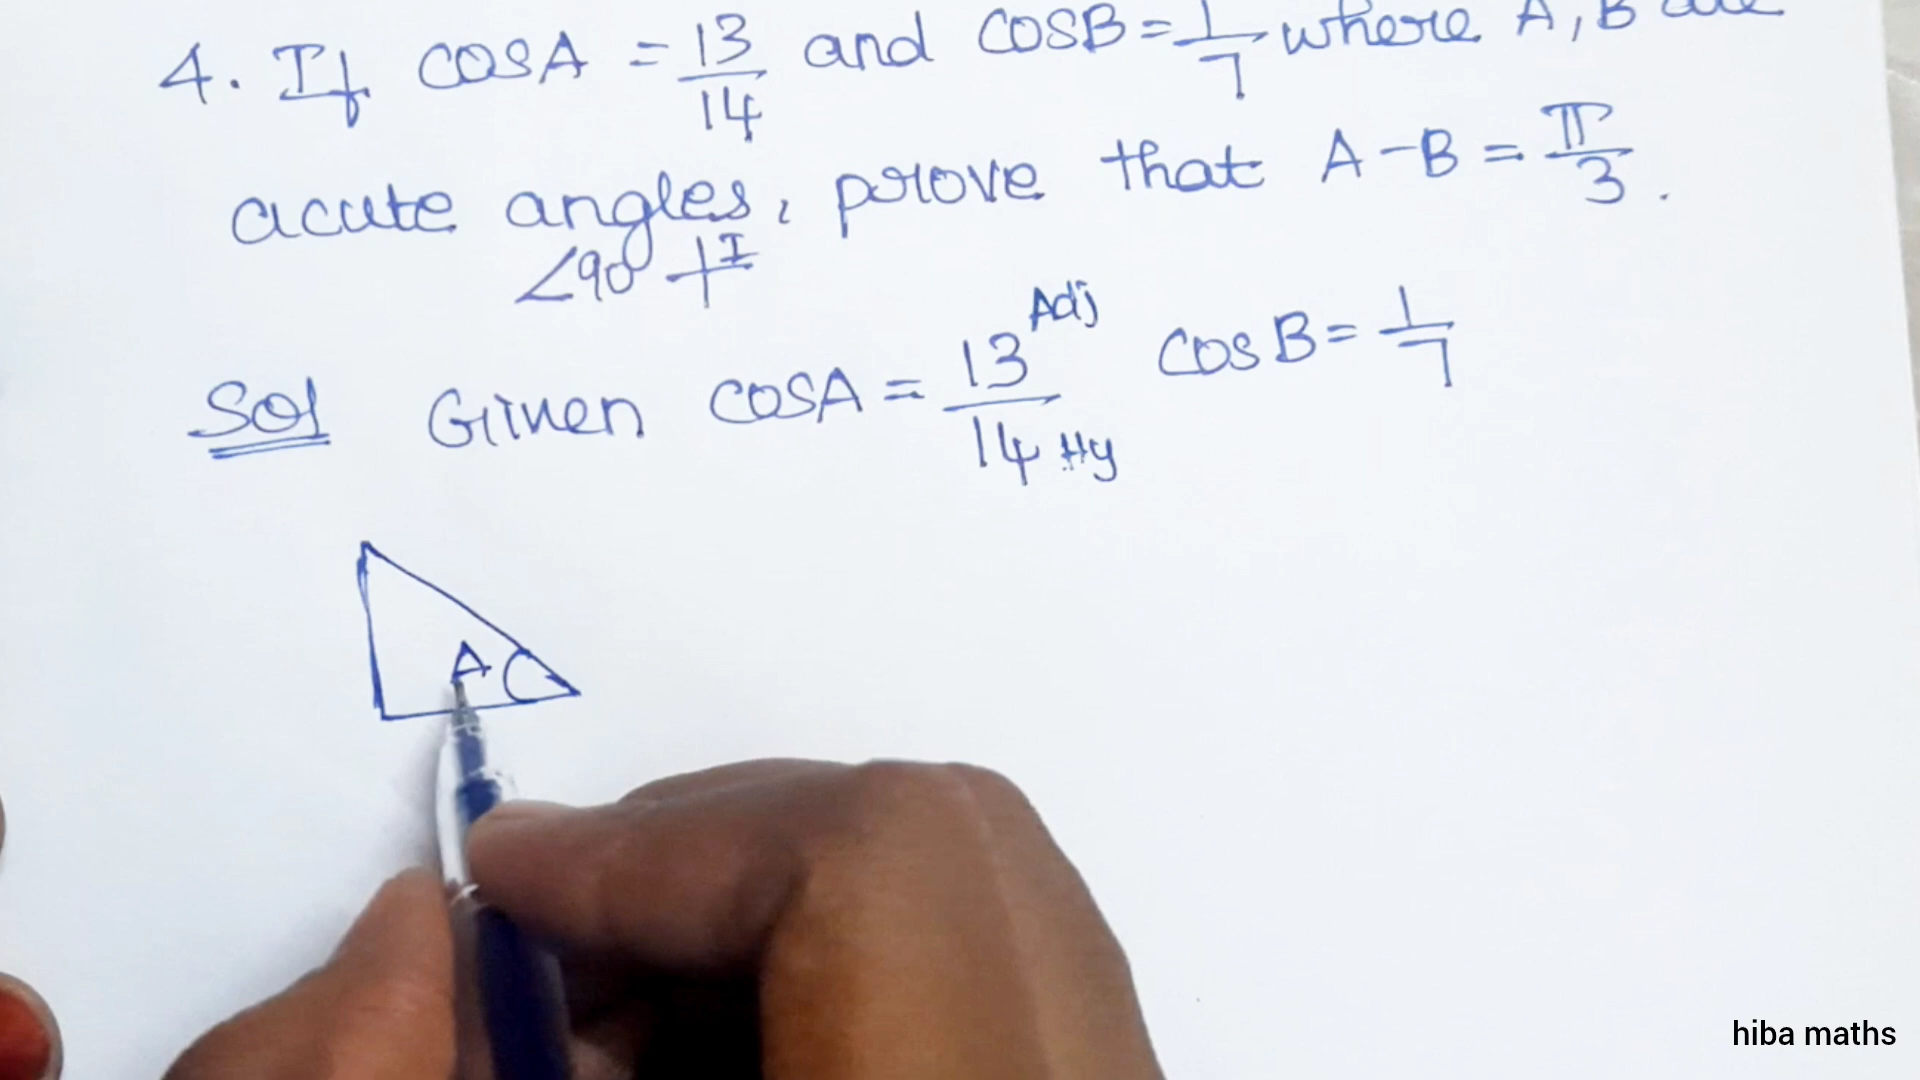 4. If cosA = 13/14 and cosB = 1/7 where A, B are
acute angles, prove that A-B = π/3.
∠90° I
Sol Given cosA = 13/14 Adj Hy cosB = 1/7
A
hiba maths